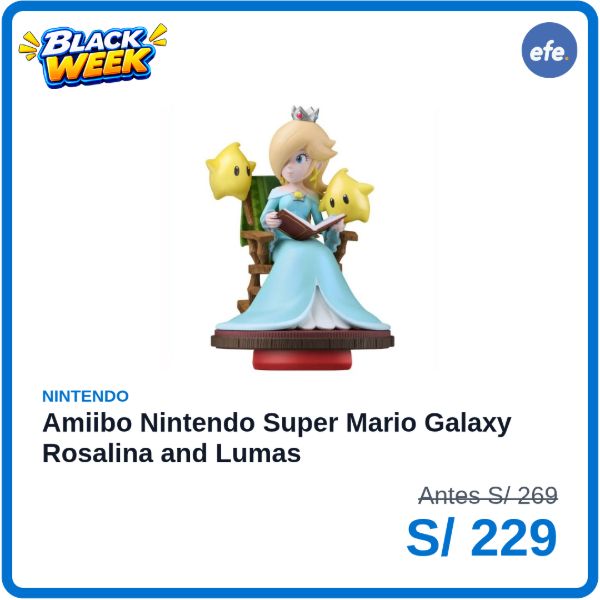 BLACK
WEEK
efe.
NINTENDO
Amiibo Nintendo Super Mario Galaxy
Rosalina and Lumas
Antes S/ 269
S/ 229